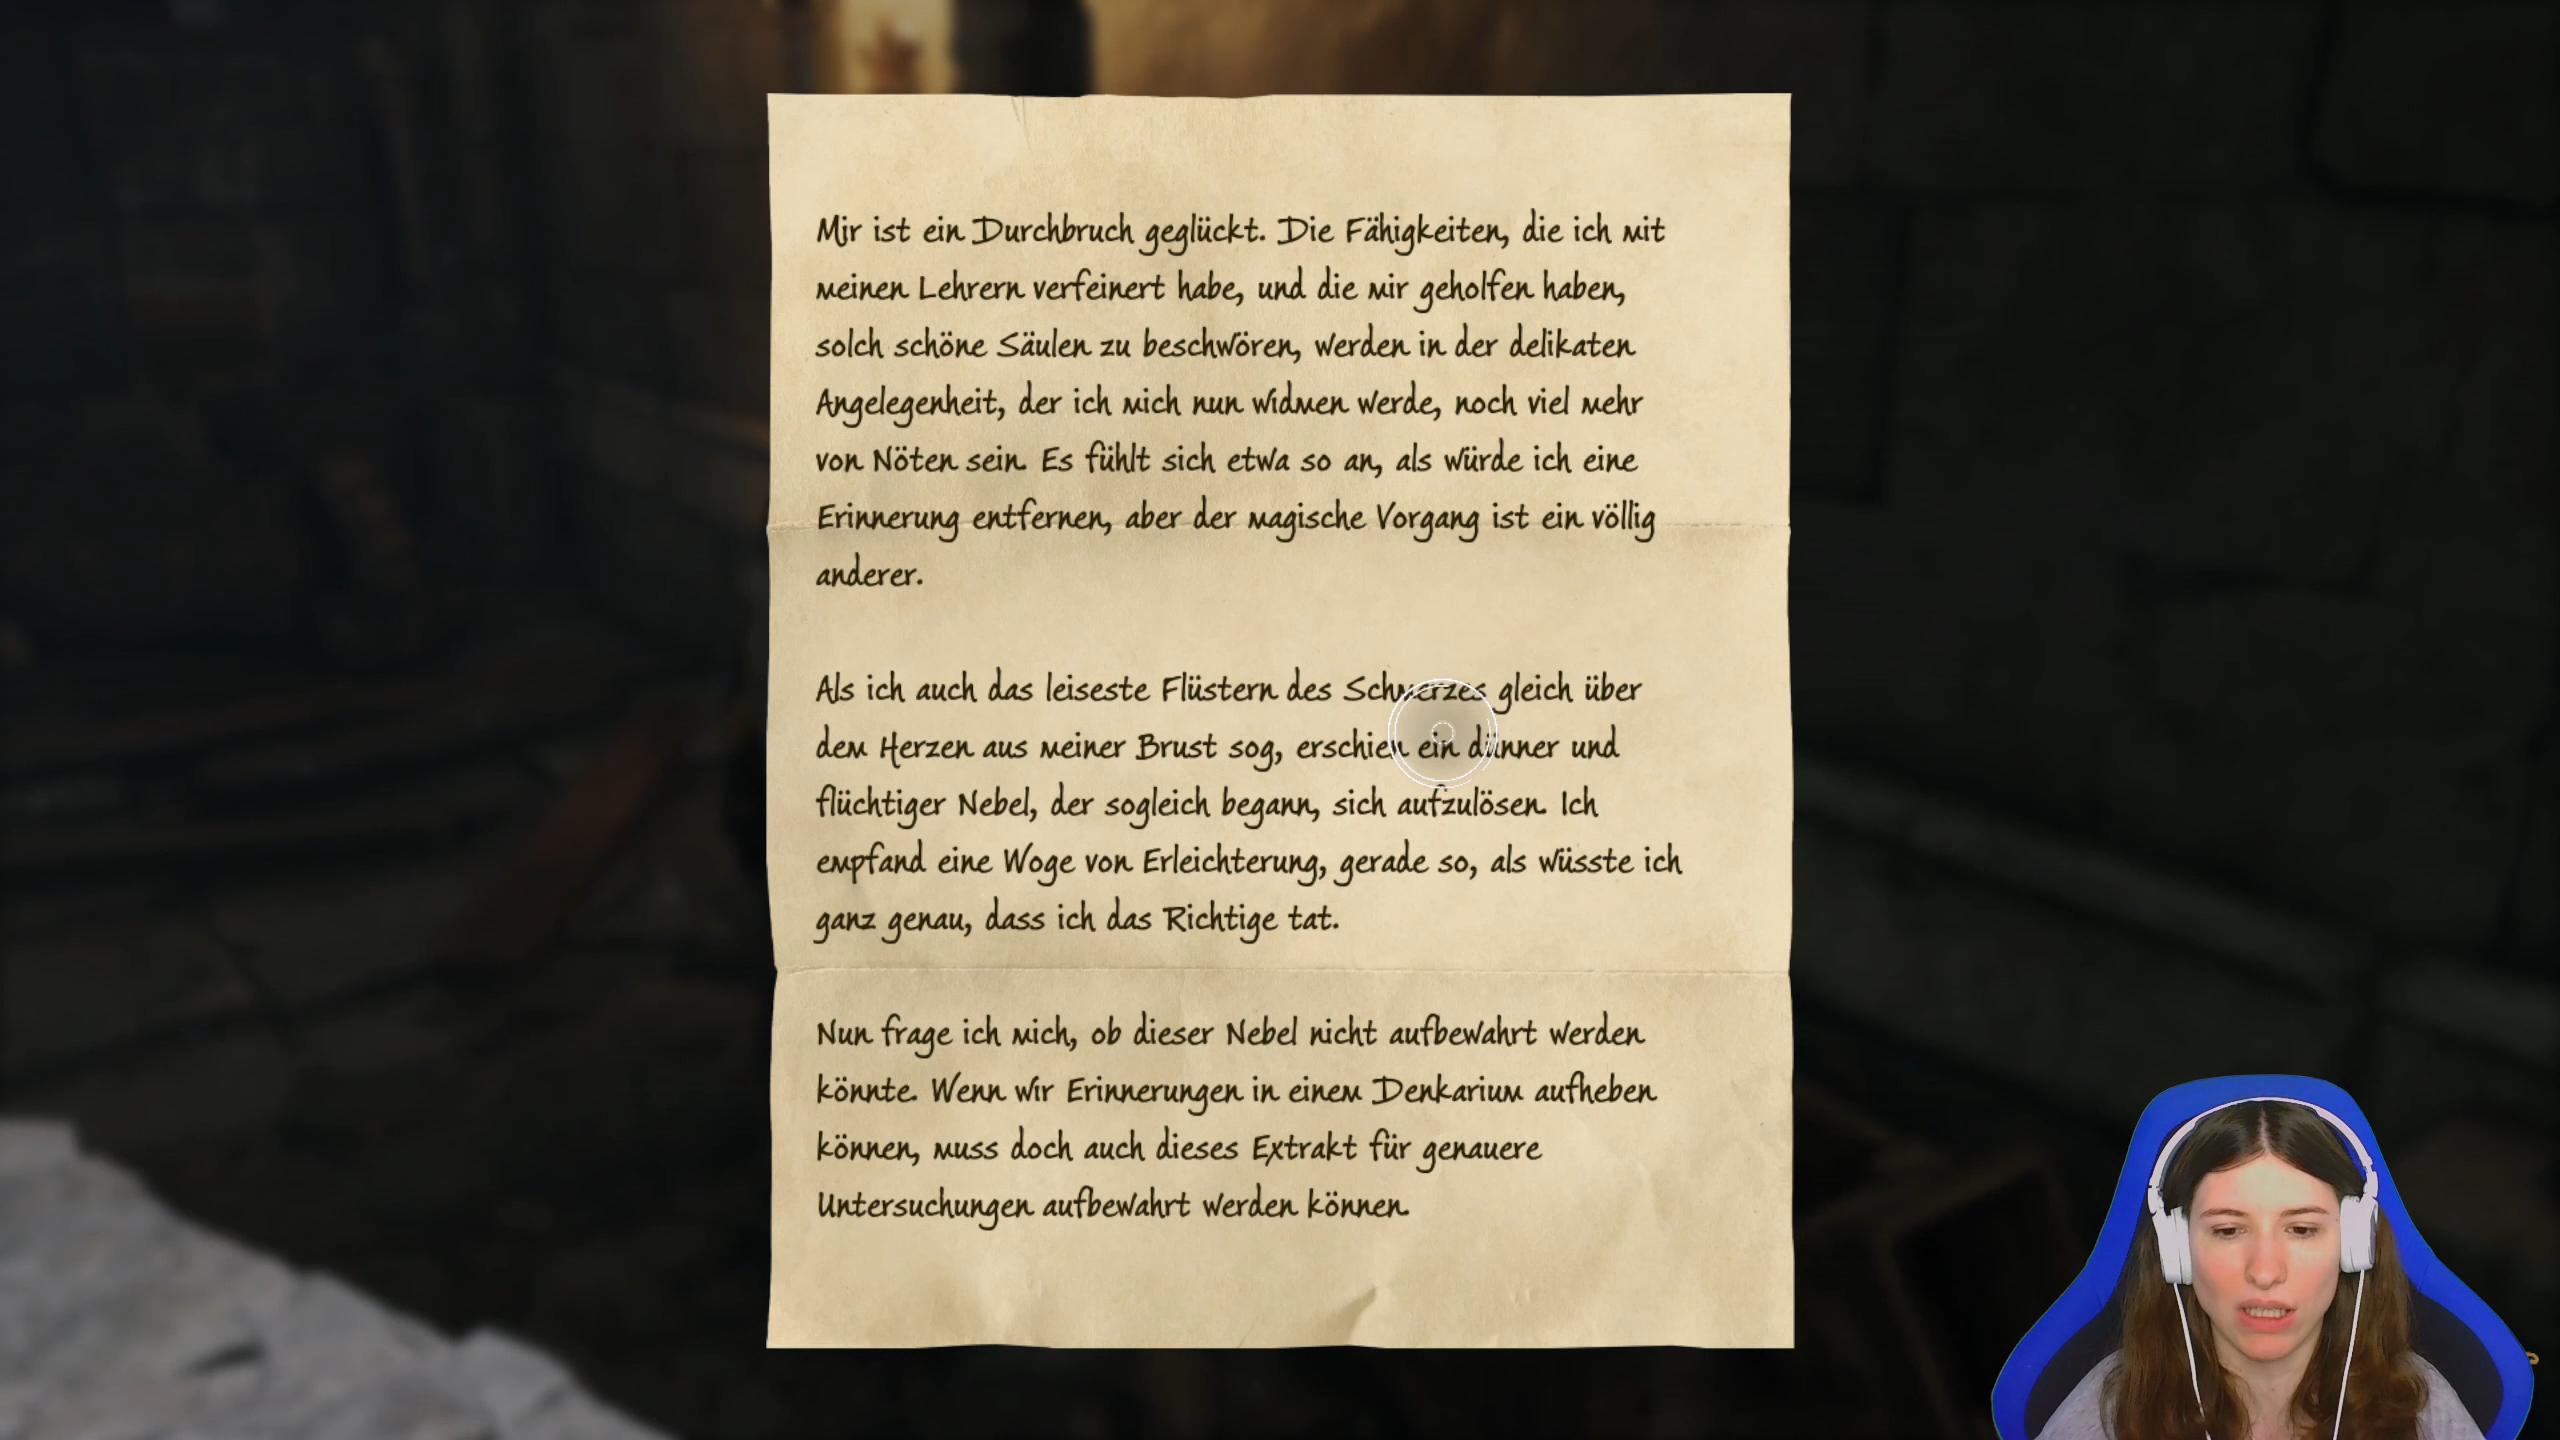 Mir ist ein Durchbruch geglückt. Die Fähigkeiten, die ich mit
meinen Lehrern verfeinert habe, und die mir geholfen haben,
solch schöne Säulen zu beschwören, werden in der delikaten
Angelegenheit, der ich mich nun widmen werde, noch viel mehr
von Nöten sein. Es fühlt sich etwa so an, als würde ich eine
Erinnerung entfernen, aber der magische Vorgang ist ein völlig
anderer.
Als ich auch das leiseste Flüstern des Schmerzes gleich über
dem Herzen aus meiner Brust sog, erschien ein dünner und
flüchtiger Nebel, der sogleich begann, sich aufzulösen. Ich
empfand eine Woge von Erleichterung, gerade so, als wüsste ich
ganz genau, dass ich das Richtige tat.
Nun frage ich mich, ob dieser Nebel nicht aufbewahrt werden
könnte. Wenn wir Erinnerungen in einem Denkarium aufheben
können, muss doch auch dieses Extrakt für genauere
Untersuchungen aufbewahrt werden können.